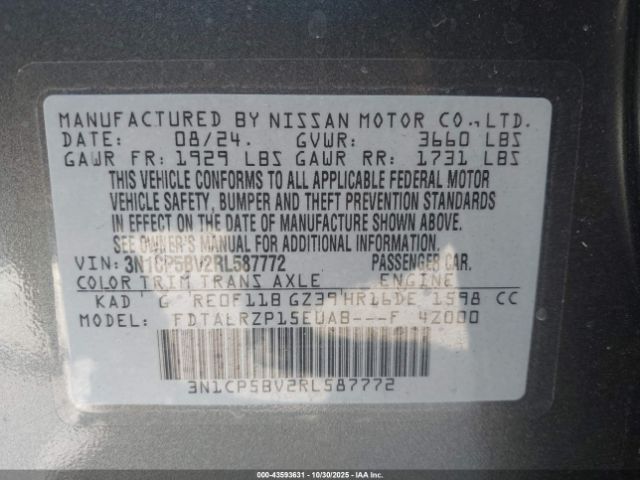 MANUFACTURED BY NISSAN MOTOR CO.,LTD.
DATE: 08/24. GVWR: 3660 LBS
GAWR FR: 1929 LBS GAWR RR: 1731 LBS
THIS VEHICLE CONFORMS TO ALL APPLICABLE FEDERAL MOTOR
VEHICLE SAFETY, BUMPER AND THEFT PREVENTION STANDARDS
IN EFFECT ON THE DATE OF MANUFACTURE SHOWN ABOVE.
SEE OWNER'S MANUAL FOR ADDITIONAL INFORMATION.
VIN: 3N1CP5BV2RL587772 PASSENGER CAR.
COLOR TRIM TRANS AXLE ENGINE
KAD G RE0F11B GZ39 HR16DE 1598 CC
MODEL: FDTALRZP15EUAB---F 42000
3N1CP5BV2RL587772
© 00-43593631 - 10/30/2025 - IAAI.COM